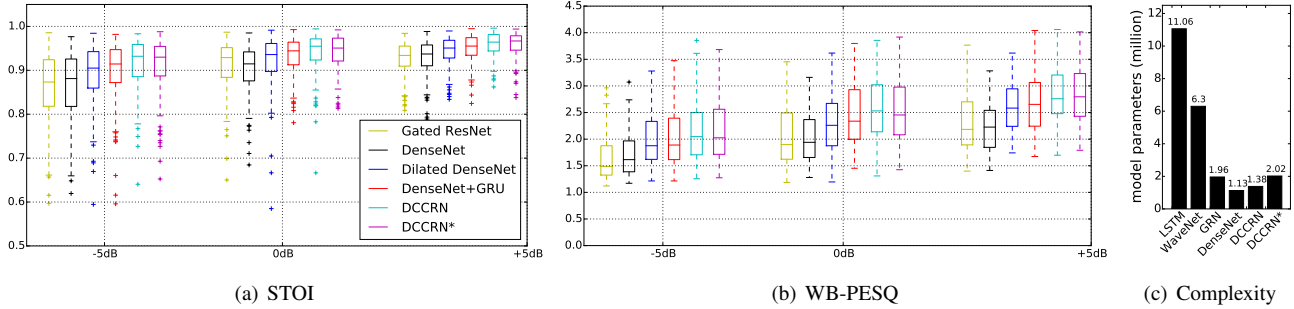 1.0
0.9
0.8
0.7
0.6
0.5
-5dB
0dB
+5dB
Gated ResNet
DenseNet
Dilated DenseNet
DenseNet+GRU
DCCRN
DCCRN*
(a) STOI
4.5
4.0
3.5
3.0
2.5
2.0
1.5
1.0
0.5
0.0
-5dB
0dB
+5dB
(b) WB-PESQ
model parameters (million)
12
10
8
6
4
2
0
11.06
6.3
1.96
1.13
1.38
2.02
LSTM
WaveNet
GRN
DenseNet
DCCRN
DCCRN*
(c) Complexity